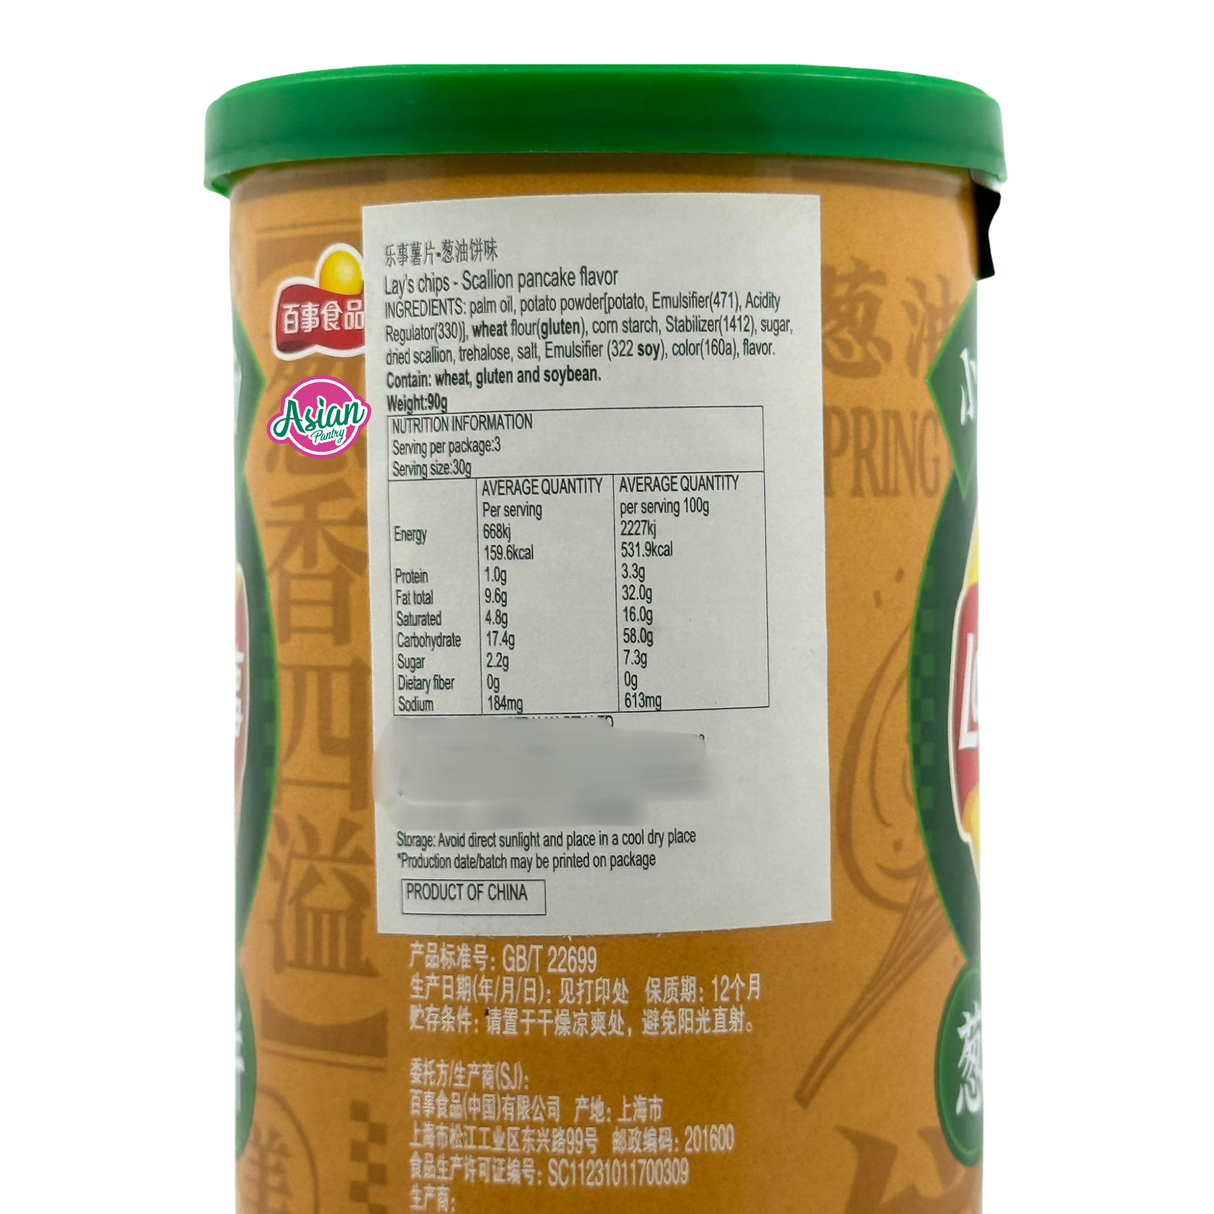 百事食品
Asian
Pantry
香
四
溢
葱油
PRING
小
葱
乐事薯片-葱油饼味
Lay's chips - Scallion pancake flavor
INGREDIENTS: palm oil, potato powder[potato, Emulsifier(471), Acidity
Regulator(330)], wheat flour(gluten), corn starch, Stabilizer(1412), sugar,
dried scallion, trehalose, salt, Emulsifier (322 soy), color(160a), flavor.
Contain: wheat, gluten and soybean.
Weight:90g
NUTRITION INFORMATION
Serving per package:3
Serving size:30g
AVERAGE QUANTITY AVERAGE QUANTITY
Per serving per serving 100g
Energy 668kj 2227kj
159.6kcal 531.9kcal
Protein 1.0g 3.3g
Fat total 9.6g 32.0g
Saturated 4.8g 16.0g
Carbohydrate 17.4g 58.0g
Sugar 2.2g 7.3g
Dietary fiber 0g 0g
Sodium 184mg 613mg
Storage: Avoid direct sunlight and place in a cool dry place
*Production date/batch may be printed on package
PRODUCT OF CHINA
产品标准号: GB/T 22699
生产日期(年/月/日): 见打印处 保质期: 12个月
贮存条件: 请置于干燥凉爽处, 避免阳光直射。
委托方/生产商(SJ):
百事食品(中国)有限公司 产地: 上海市
上海市松江工业区东兴路99号 邮政编码: 201600
食品生产许可证编号: SC11231011700309
生产商: